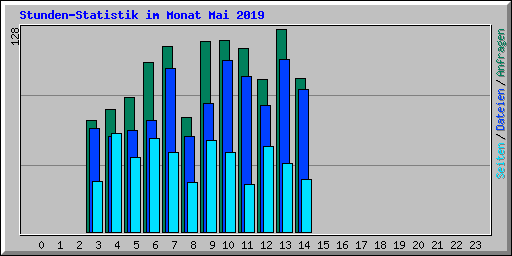 Stunden-Statistik im Monat Mai 2019
128
Seiten/Dateien/Anfragen
0 1 2 3 4 5 6 7 8 9 10 11 12 13 14 15 16 17 18 19 20 21 22 23